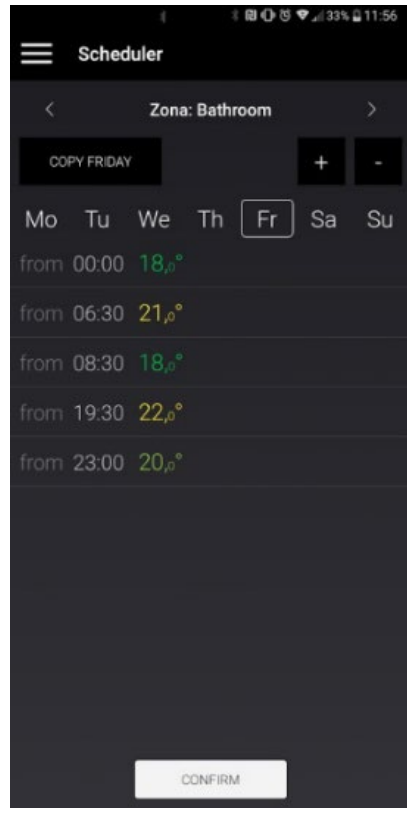 33% 11:56
Scheduler
< Zona: Bathroom >
COPY FRIDAY + -
Mo Tu We Th Fr Sa Su
from 00:00 18,0°
from 06:30 21,0°
from 08:30 18,0°
from 19:30 22,0°
from 23:00 20,0°
CONFIRM